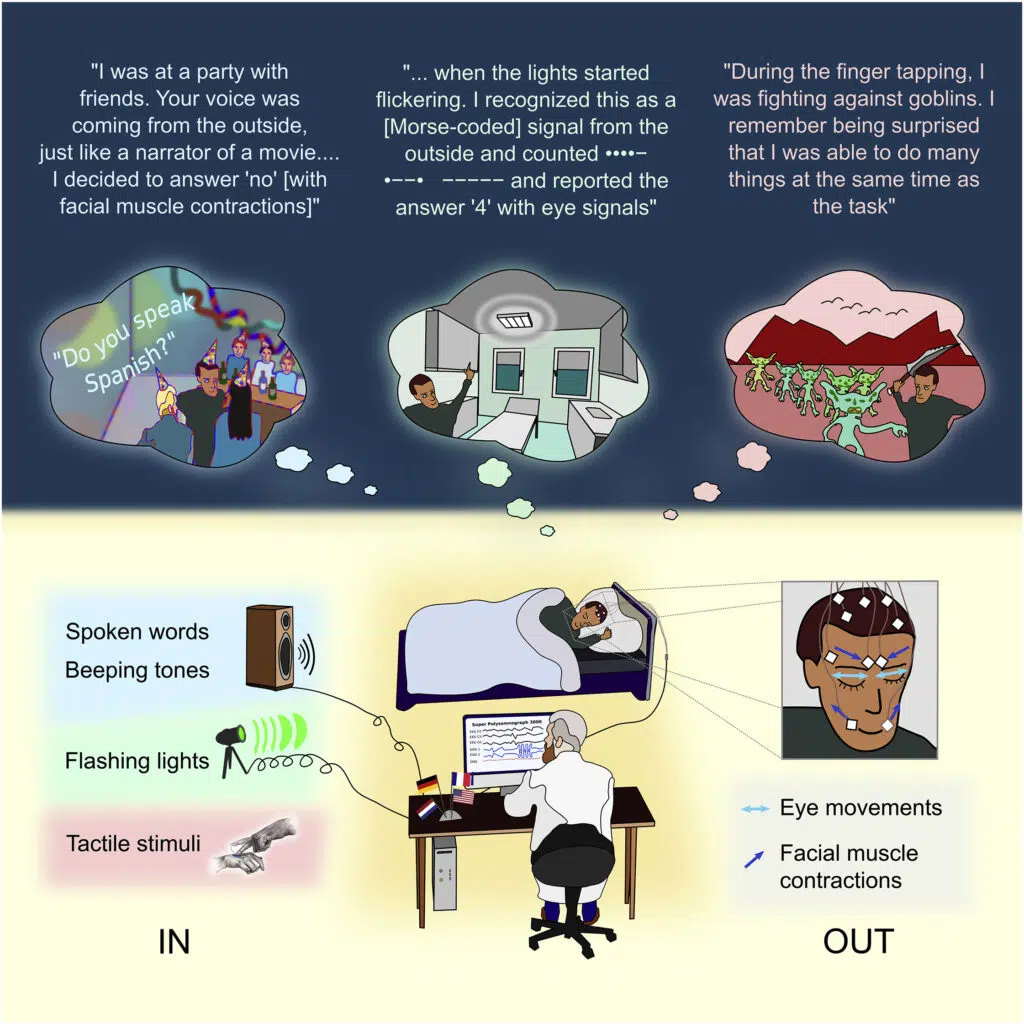 "I was at a party with
friends. Your voice was
coming from the outside,
just like a narrator of a movie....
I decided to answer 'no' [with
facial muscle contractions]"
"... when the lights started
flickering. I recognized this as a
[Morse-coded] signal from the
outside and counted ••••−
•−−• −−−−− and reported the
answer '4' with eye signals"
"During the finger tapping, I
was fighting against goblins. I
remember being surprised
that I was able to do many
things at the same time as
the task"
"Do you speak
Spanish?"
Spoken words
Beeping tones
Flashing lights
Tactile stimuli
IN
Super Polysomnograph 3000
Eye movements
Facial muscle
contractions
OUT